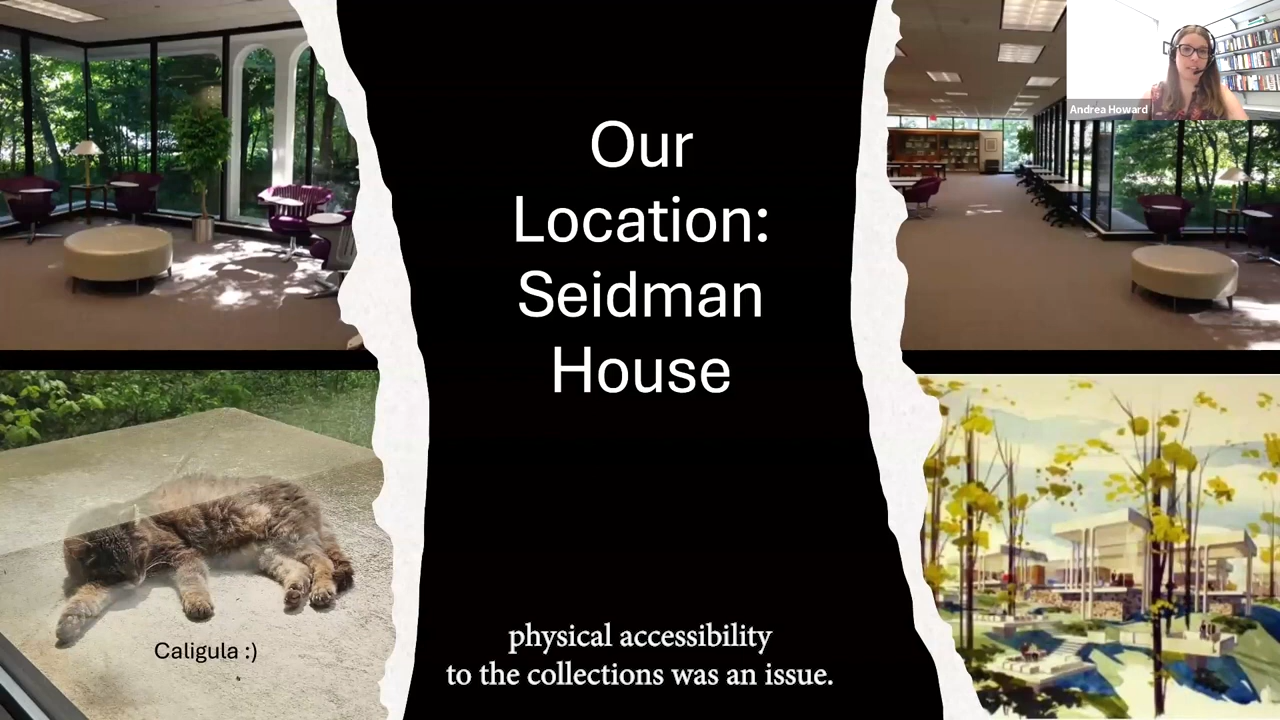 Andrea Howard
Our
Location:
Seidman
House
Caligula :)
physical accessibility
to the collections was an issue.